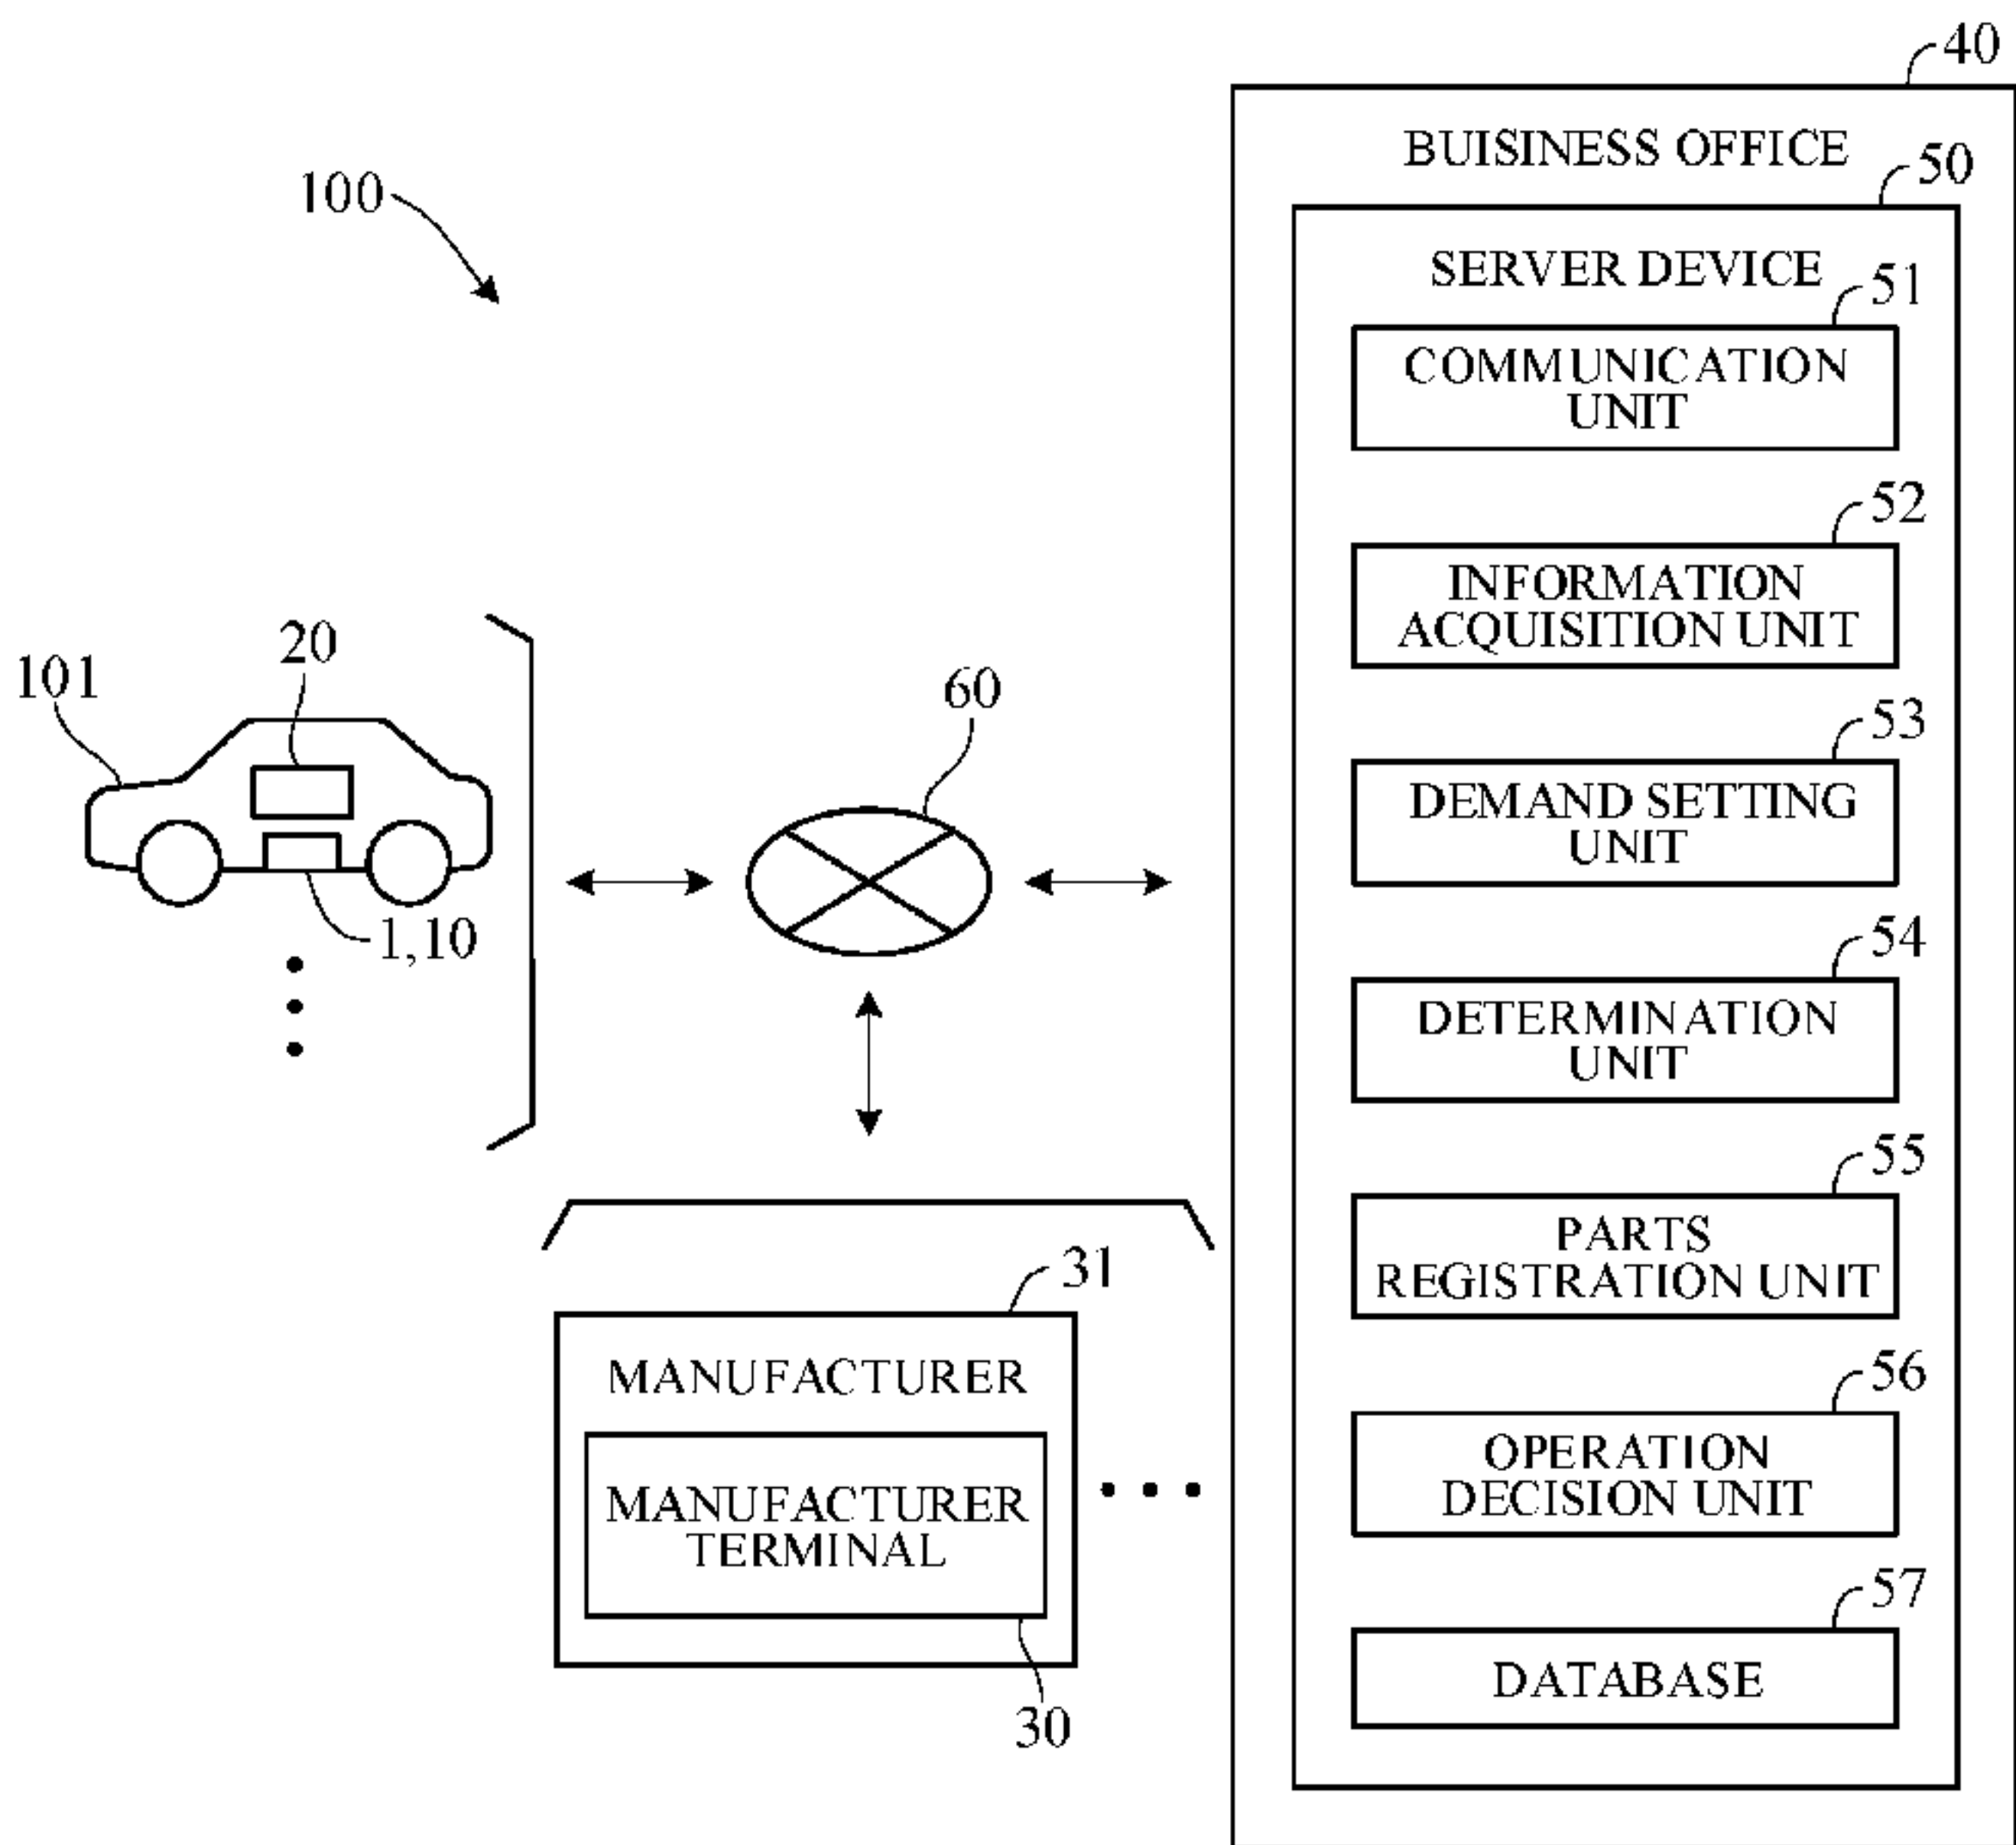 40
BUISINESS OFFICE
50
100
SERVER DEVICE
51
COMMUNICATION
UNIT
52
INFORMATION
ACQUISITION UNIT
20
101
60
53
DEMAND SETTING
UNIT
1,10
54
DETERMINATION
UNIT
55
PARTS
REGISTRATION UNIT
31
MANUFACTURER
56
OPERATION
DECISION UNIT
MANUFACTURER
TERMINAL
57
DATABASE
30